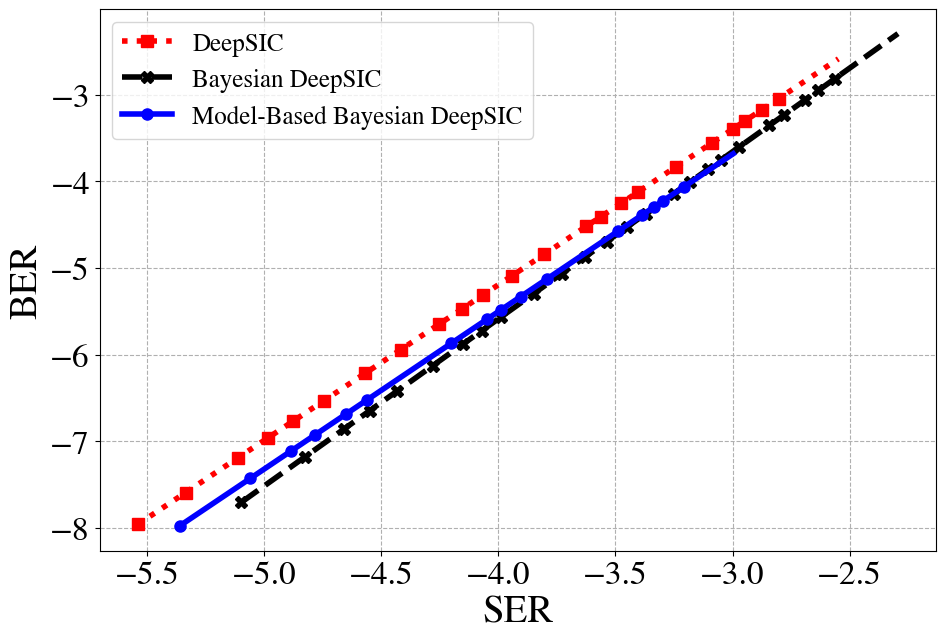 DeepSIC
Bayesian DeepSIC
Model-Based Bayesian DeepSIC
BER
−3
−4
−5
−6
−7
−8
−5.5 −5.0 −4.5 −4.0 −3.5 −3.0 −2.5
SER